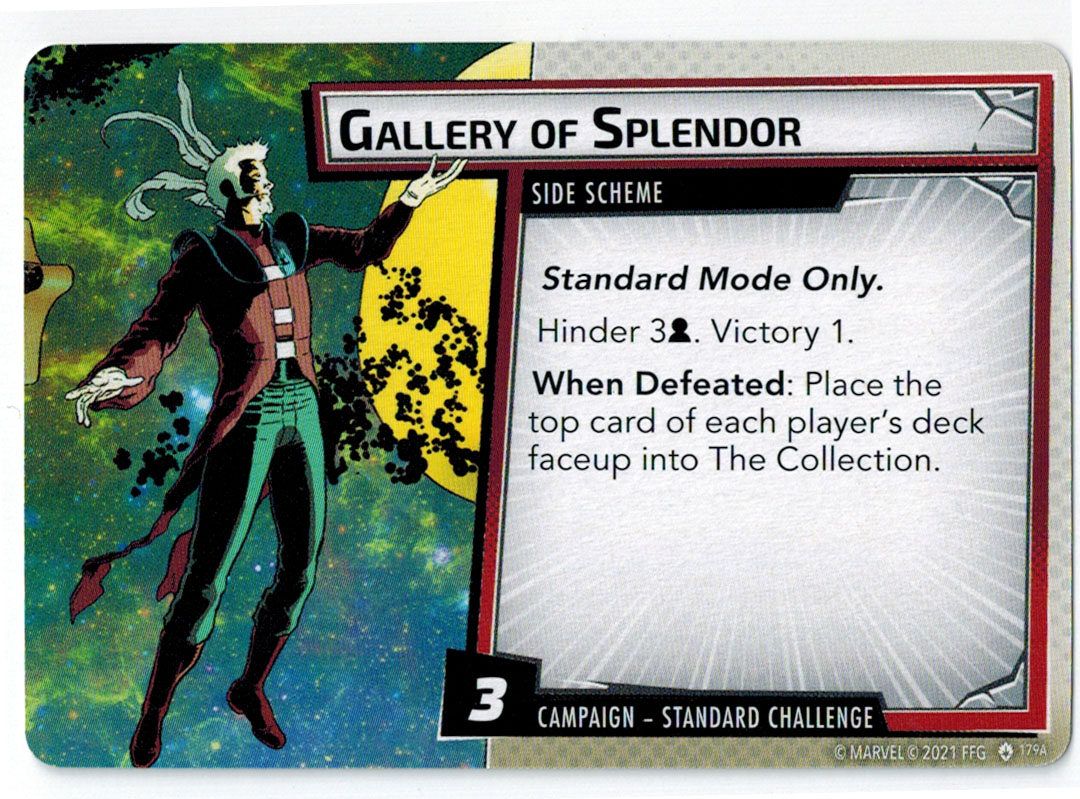 GALLERY OF SPLENDOR
SIDE SCHEME
Standard Mode Only.
Hinder 3👤. Victory 1.
When Defeated: Place the
top card of each player's deck
faceup into The Collection.
3
CAMPAIGN – STANDARD CHALLENGE
© MARVEL © 2021 FFG 179A